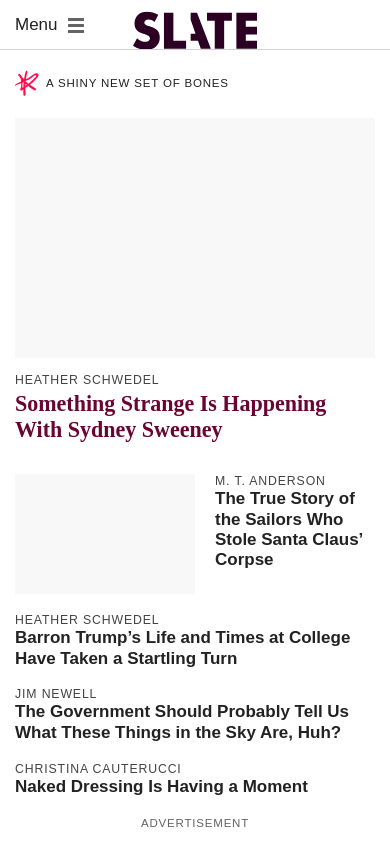 Menu
SLATE
A SHINY NEW SET OF BONES
HEATHER SCHWEDEL
Something Strange Is Happening
With Sydney Sweeney
M. T. ANDERSON
The True Story of
the Sailors Who
Stole Santa Claus’
Corpse
HEATHER SCHWEDEL
Barron Trump’s Life and Times at College
Have Taken a Startling Turn
JIM NEWELL
The Government Should Probably Tell Us
What These Things in the Sky Are, Huh?
CHRISTINA CAUTERUCCI
Naked Dressing Is Having a Moment
ADVERTISEMENT